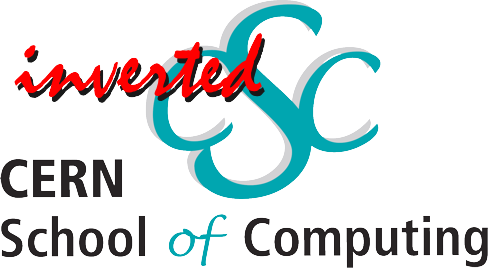 inverted
CSC
CERN
School of Computing